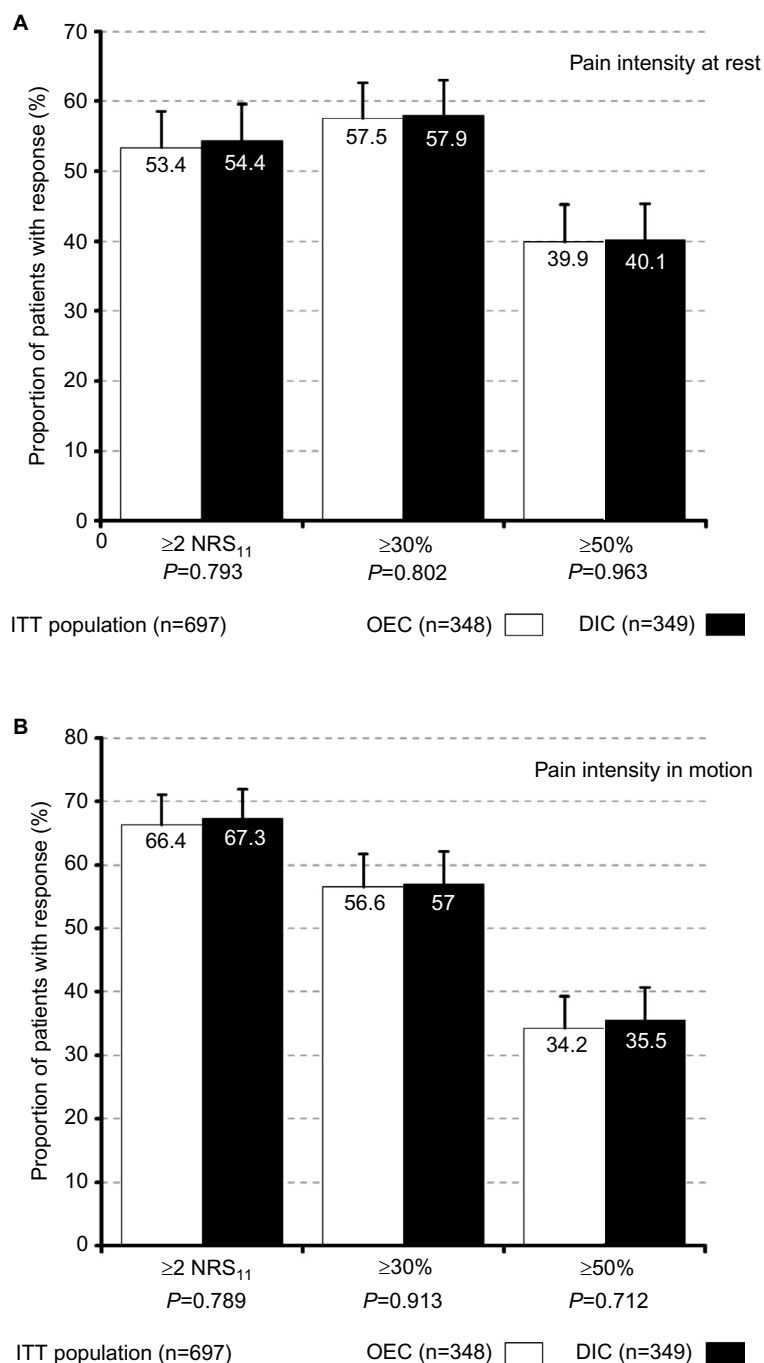 A
70
Pain intensity at rest
60
50
40
30
20
10
0
Proportion of patients with response (%)
53.4
54.4
57.5
57.9
39.9
40.1
0
≥2 NRS₁₁
≥30%
≥50%
P=0.793
P=0.802
P=0.963
ITT population (n=697) OEC (n=348) DIC (n=349)
B
80
Pain intensity in motion
70
60
50
40
30
20
10
0
Proportion of patients with response (%)
66.4
67.3
56.6
57
34.2
35.5
≥2 NRS₁₁
≥30%
≥50%
P=0.789
P=0.913
P=0.712
ITT population (n=697) OEC (n=348) DIC (n=349)